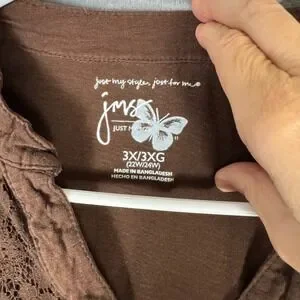 just my style. just for me.®
jms
JUST M
3X/3XG
(22W/24W)
MADE IN BANGLADESH
HECHO EN BANGLADESH